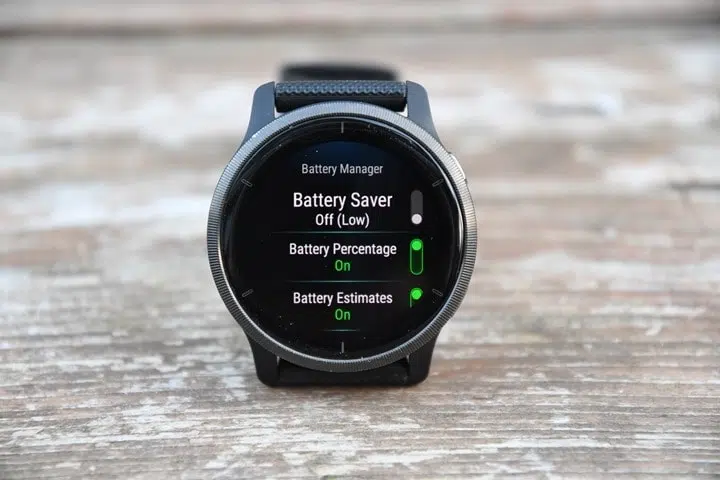 Battery Manager
Battery Saver
Off (Low)
Battery Percentage
On
Battery Estimates
On